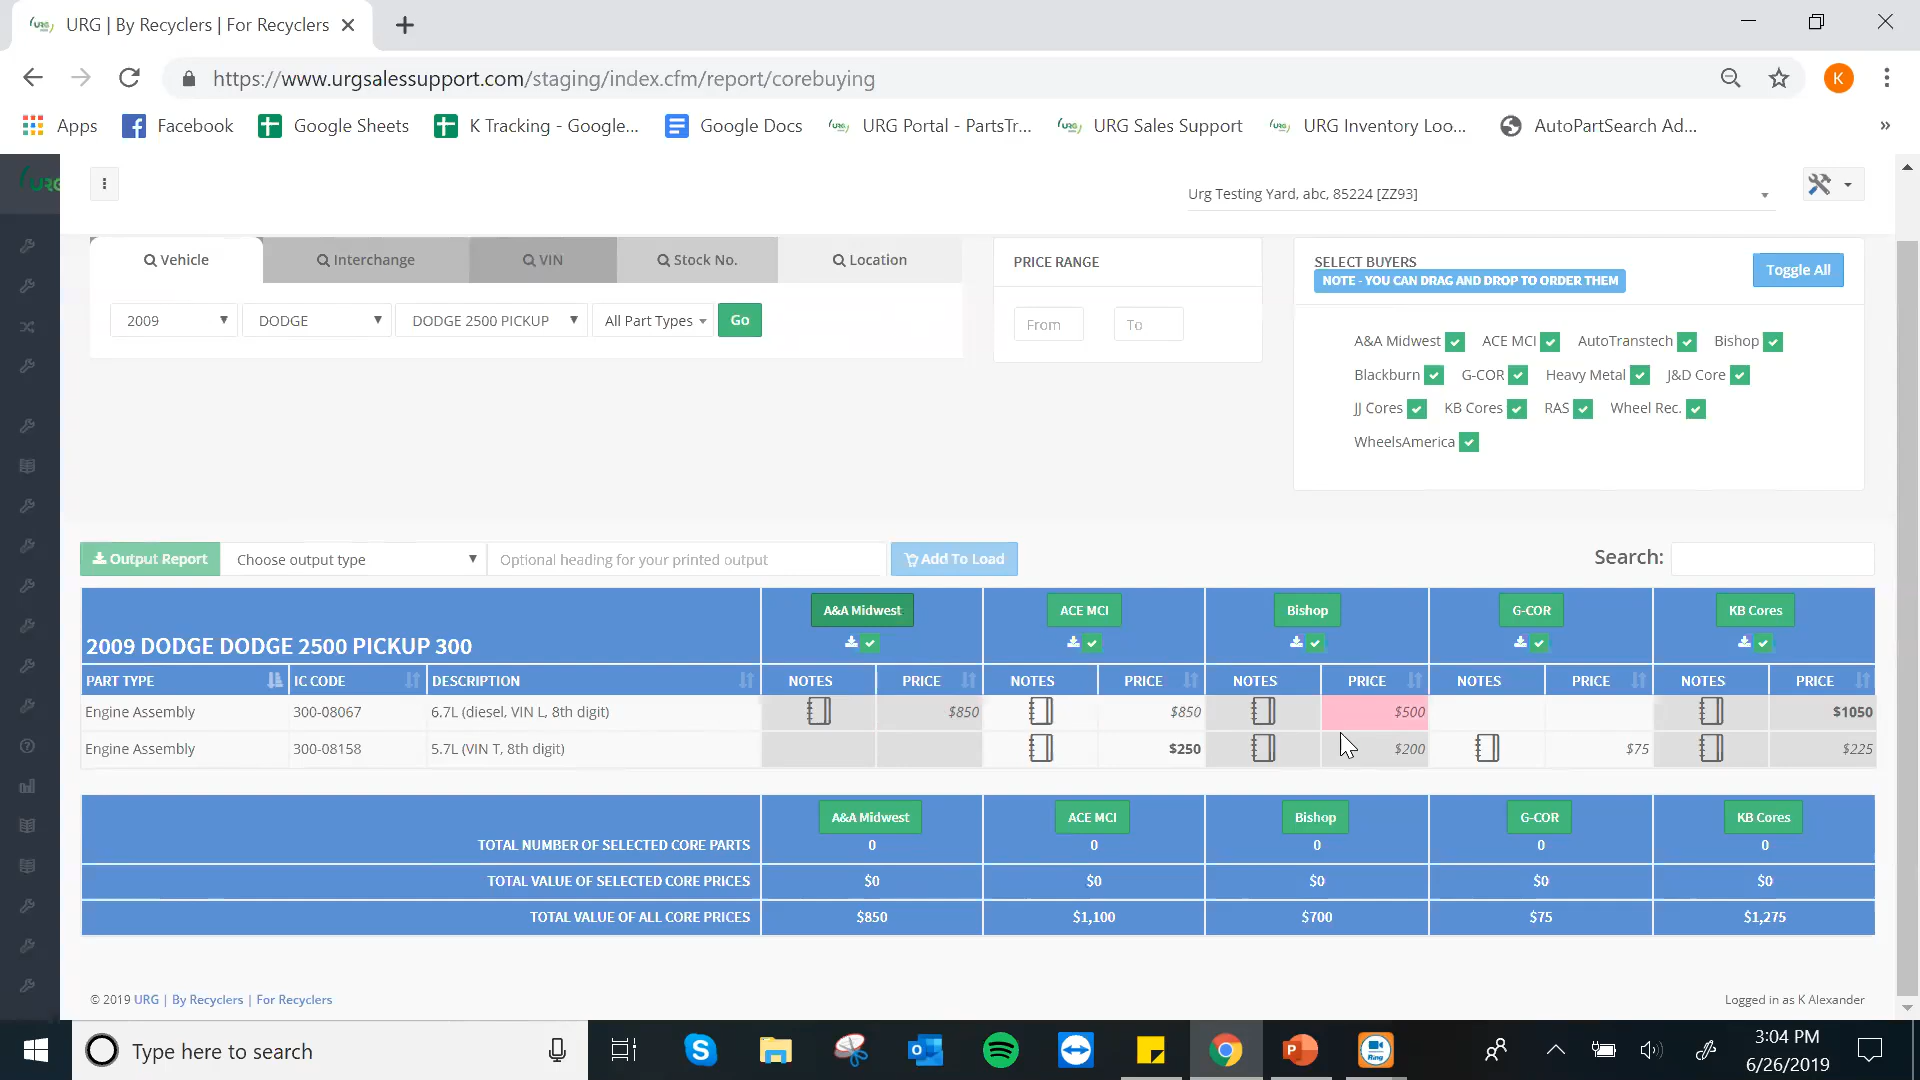 URG | By Recyclers | For Recyclers
https://www.urgsalessupport.com/staging/index.cfm/report/corebuying
K
Apps Facebook Google Sheets K Tracking - Google... Google Docs URG Portal - PartsTr... URG Sales Support URG Inventory Loo... AutoPartSearch Ad... »
URG
Urg Testing Yard, abc, 85224 [ZZ93]
Vehicle Interchange VIN Stock No. Location
PRICE RANGE
SELECT BUYERS
NOTE - YOU CAN DRAG AND DROP TO ORDER THEM
Toggle All
2009 DODGE DODGE 2500 PICKUP All Part Types Go
From To
A&A Midwest ACE MCI AutoTranstech Bishop
Blackburn G-COR Heavy Metal J&D Core
JJ Cores KB Cores RAS Wheel Rec.
WheelsAmerica
Output Report Choose output type Optional heading for your printed output Add To Load Search:
A&A Midwest ACE MCI Bishop G-COR KB Cores
2009 DODGE DODGE 2500 PICKUP 300
PART TYPE IC CODE DESCRIPTION NOTES PRICE NOTES PRICE NOTES PRICE NOTES PRICE NOTES PRICE
Engine Assembly 300-08067 6.7L (diesel, VIN L, 8th digit) $850 $850 $500 $1050
Engine Assembly 300-08158 5.7L (VIN T, 8th digit) $250 $200 $75 $225
A&A Midwest ACE MCI Bishop G-COR KB Cores
TOTAL NUMBER OF SELECTED CORE PARTS 0 0 0 0 0
TOTAL VALUE OF SELECTED CORE PRICES $0 $0 $0 $0 $0
TOTAL VALUE OF ALL CORE PRICES $850 $1,100 $700 $75 $1,275
© 2019 URG | By Recyclers | For Recyclers
Logged in as K Alexander
Type here to search
Ring
3:04 PM
6/26/2019